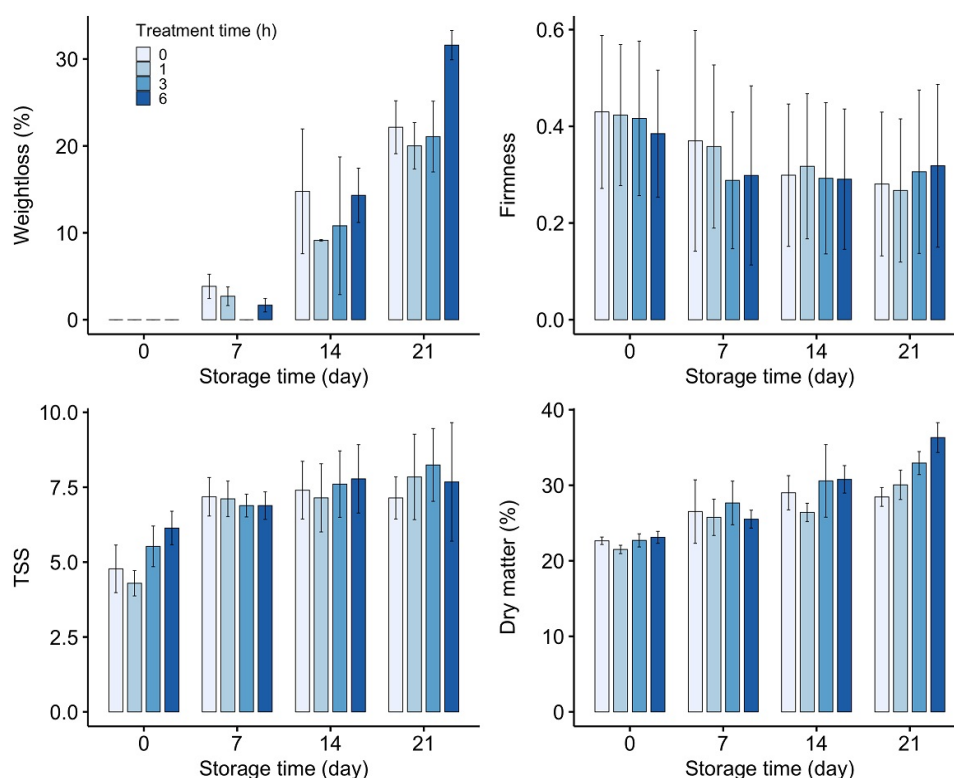 Treatment time (h)
0
1
3
6
Weightloss (%)
30
20
10
0
0 7 14 21
Storage time (day)
Firmness
0.6
0.4
0.2
0.0
0 7 14 21
Storage time (day)
TSS
10.0
7.5
5.0
2.5
0.0
0 7 14 21
Storage time (day)
Dry matter (%)
40
30
20
10
0
0 7 14 21
Storage time (day)